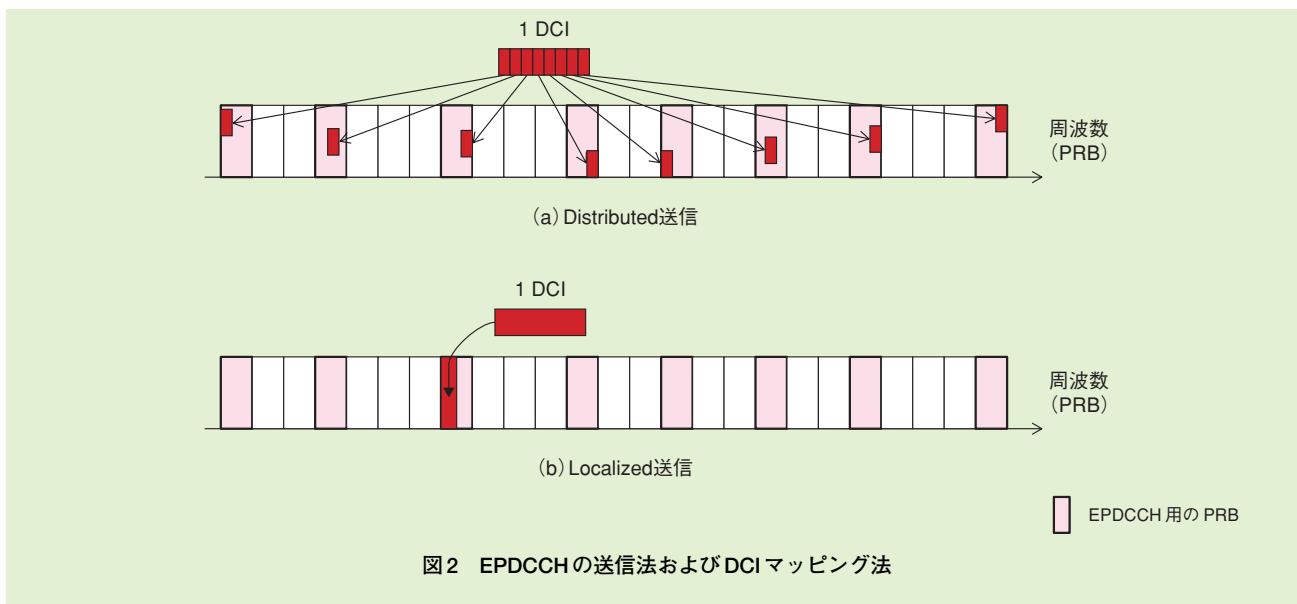 1 DCI
周波数
(PRB)
(a)Distributed送信
1 DCI
周波数
(PRB)
(b)Localized送信
EPDCCH 用の PRB
図2 EPDCCHの送信法およびDCIマッピング法